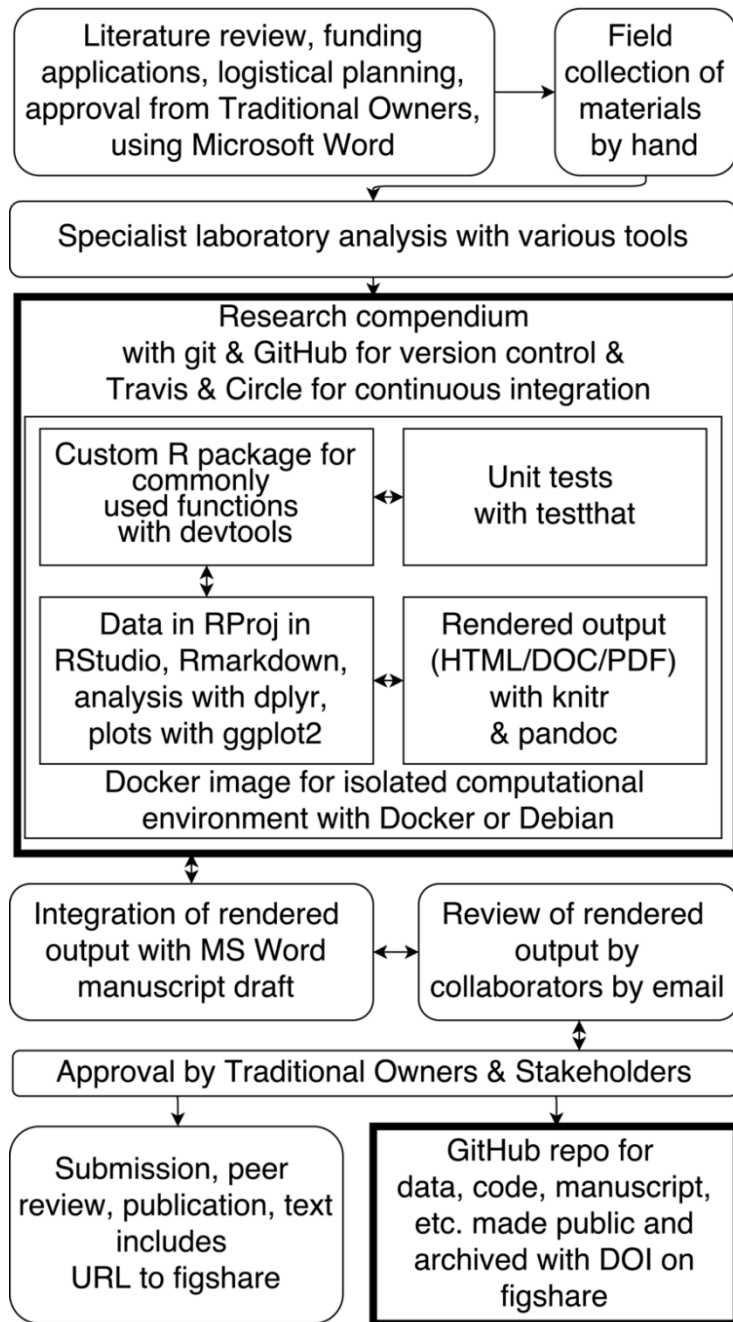 Literature review, funding
applications, logistical planning,
approval from Traditional Owners,
using Microsoft Word
Field
collection of
materials
by hand
Specialist laboratory analysis with various tools
Research compendium
with git & GitHub for version control &
Travis & Circle for continuous integration
Custom R package for
commonly
used functions
with devtools
Unit tests
with testthat
Data in RProj in
RStudio, Rmarkdown,
analysis with dplyr,
plots with ggplot2
Rendered output
(HTML/DOC/PDF)
with knitr
& pandoc
Docker image for isolated computational
environment with Docker or Debian
Integration of rendered
output with MS Word
manuscript draft
Review of rendered
output by
collaborators by email
Approval by Traditional Owners & Stakeholders
Submission, peer
review, publication, text
includes
URL to figshare
GitHub repo for
data, code, manuscript,
etc. made public and
archived with DOI on
figshare